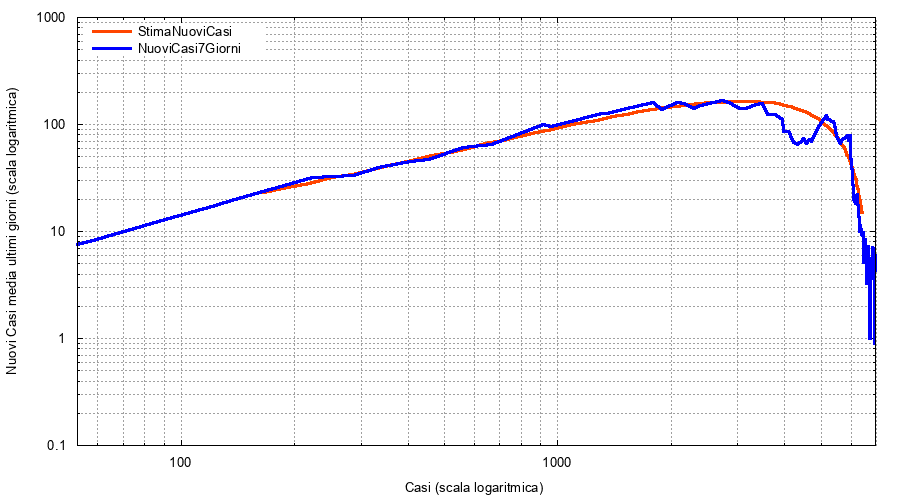 1000
StimaNuoviCasi
NuoviCasi7Giorni
100
10
1
0.1
Nuovi Casi media ultimi giorni (scala logaritmica)
100
1000
Casi (scala logaritmica)